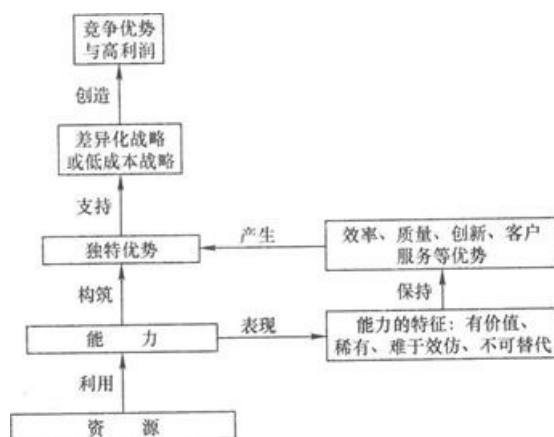 竞争优势
与高利润
创造
差异化战略
或低成本战略
支持
独特优势
产生
效率、质量、创新、客户
服务等优势
构筑
保持
能　力
表现
能力的特征：有价值、
稀有、难于效仿、不可替代
利用
资　源